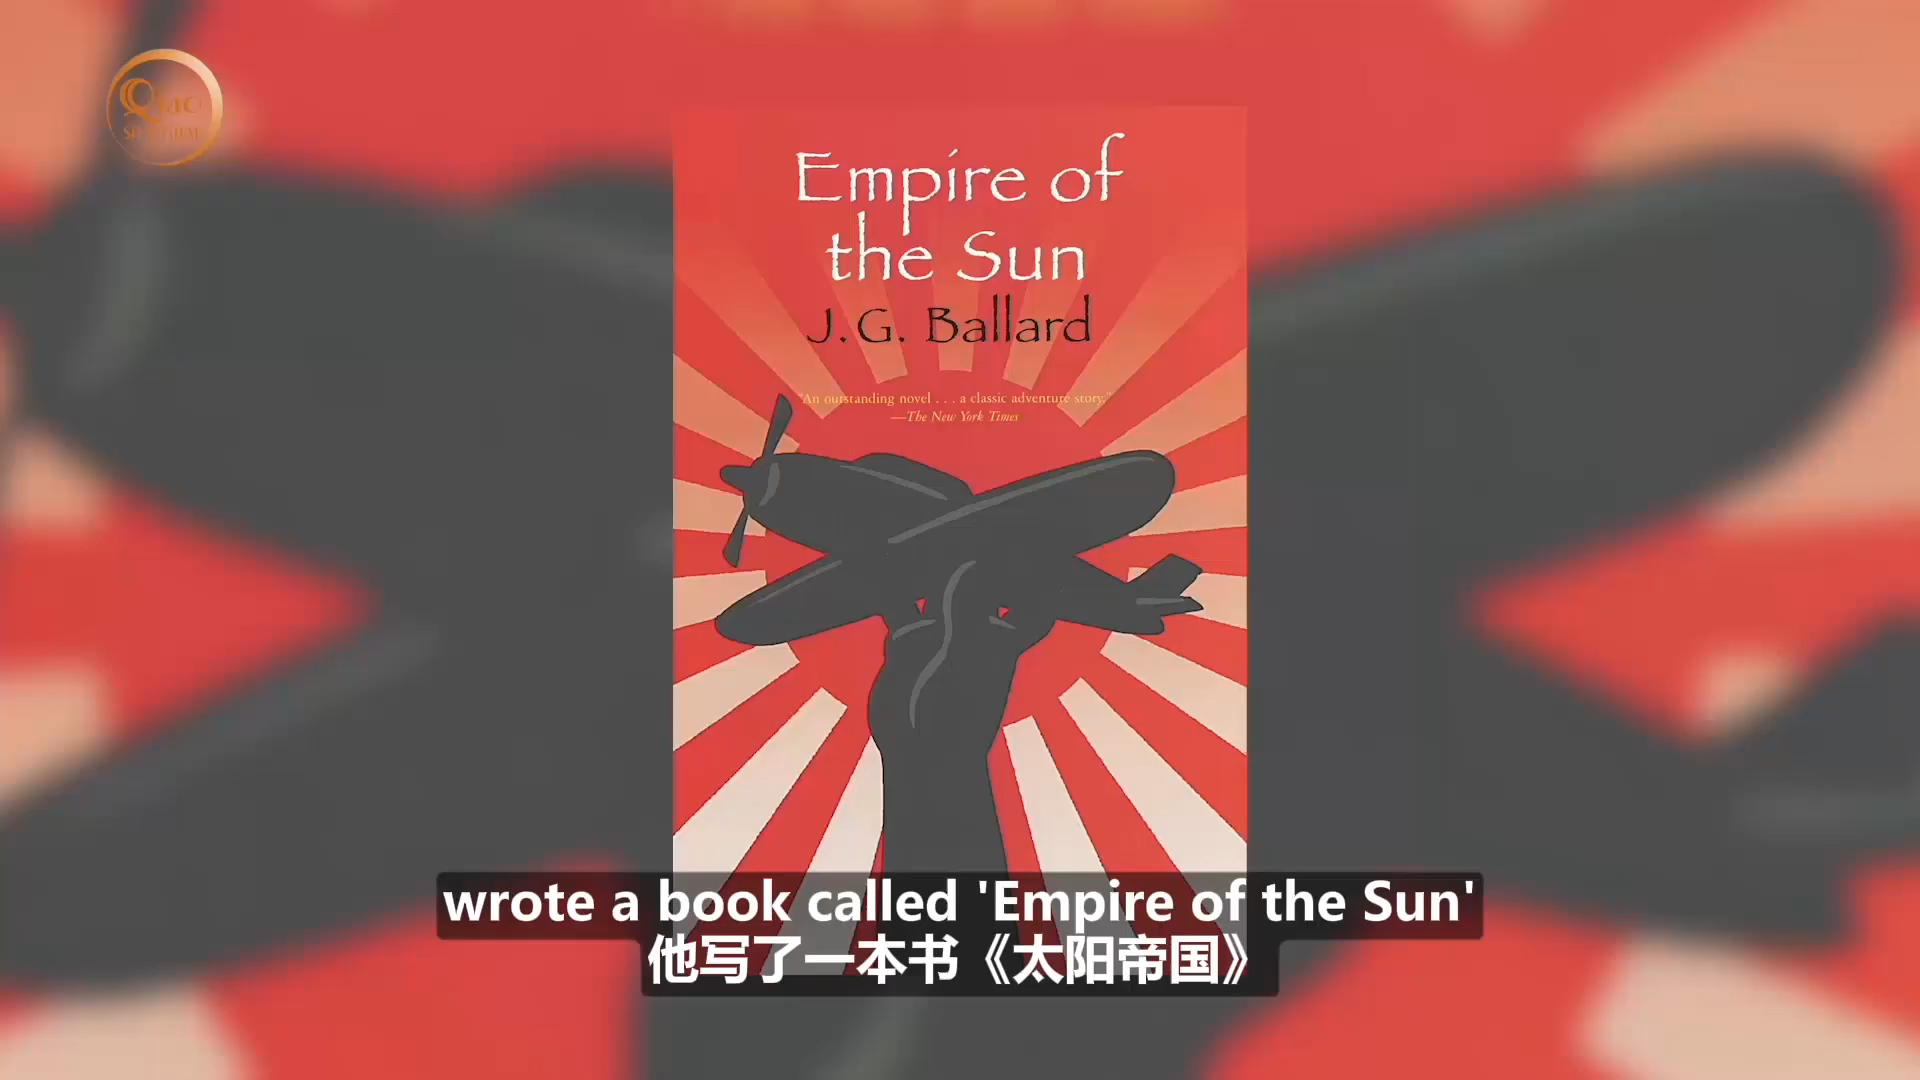 Qiao
Empire of
the Sun
J.G. Ballard
"An outstanding novel . . . a classic adventure story."
—The New York Times
wrote a book called 'Empire of the Sun'
他写了一本书《太阳帝国》